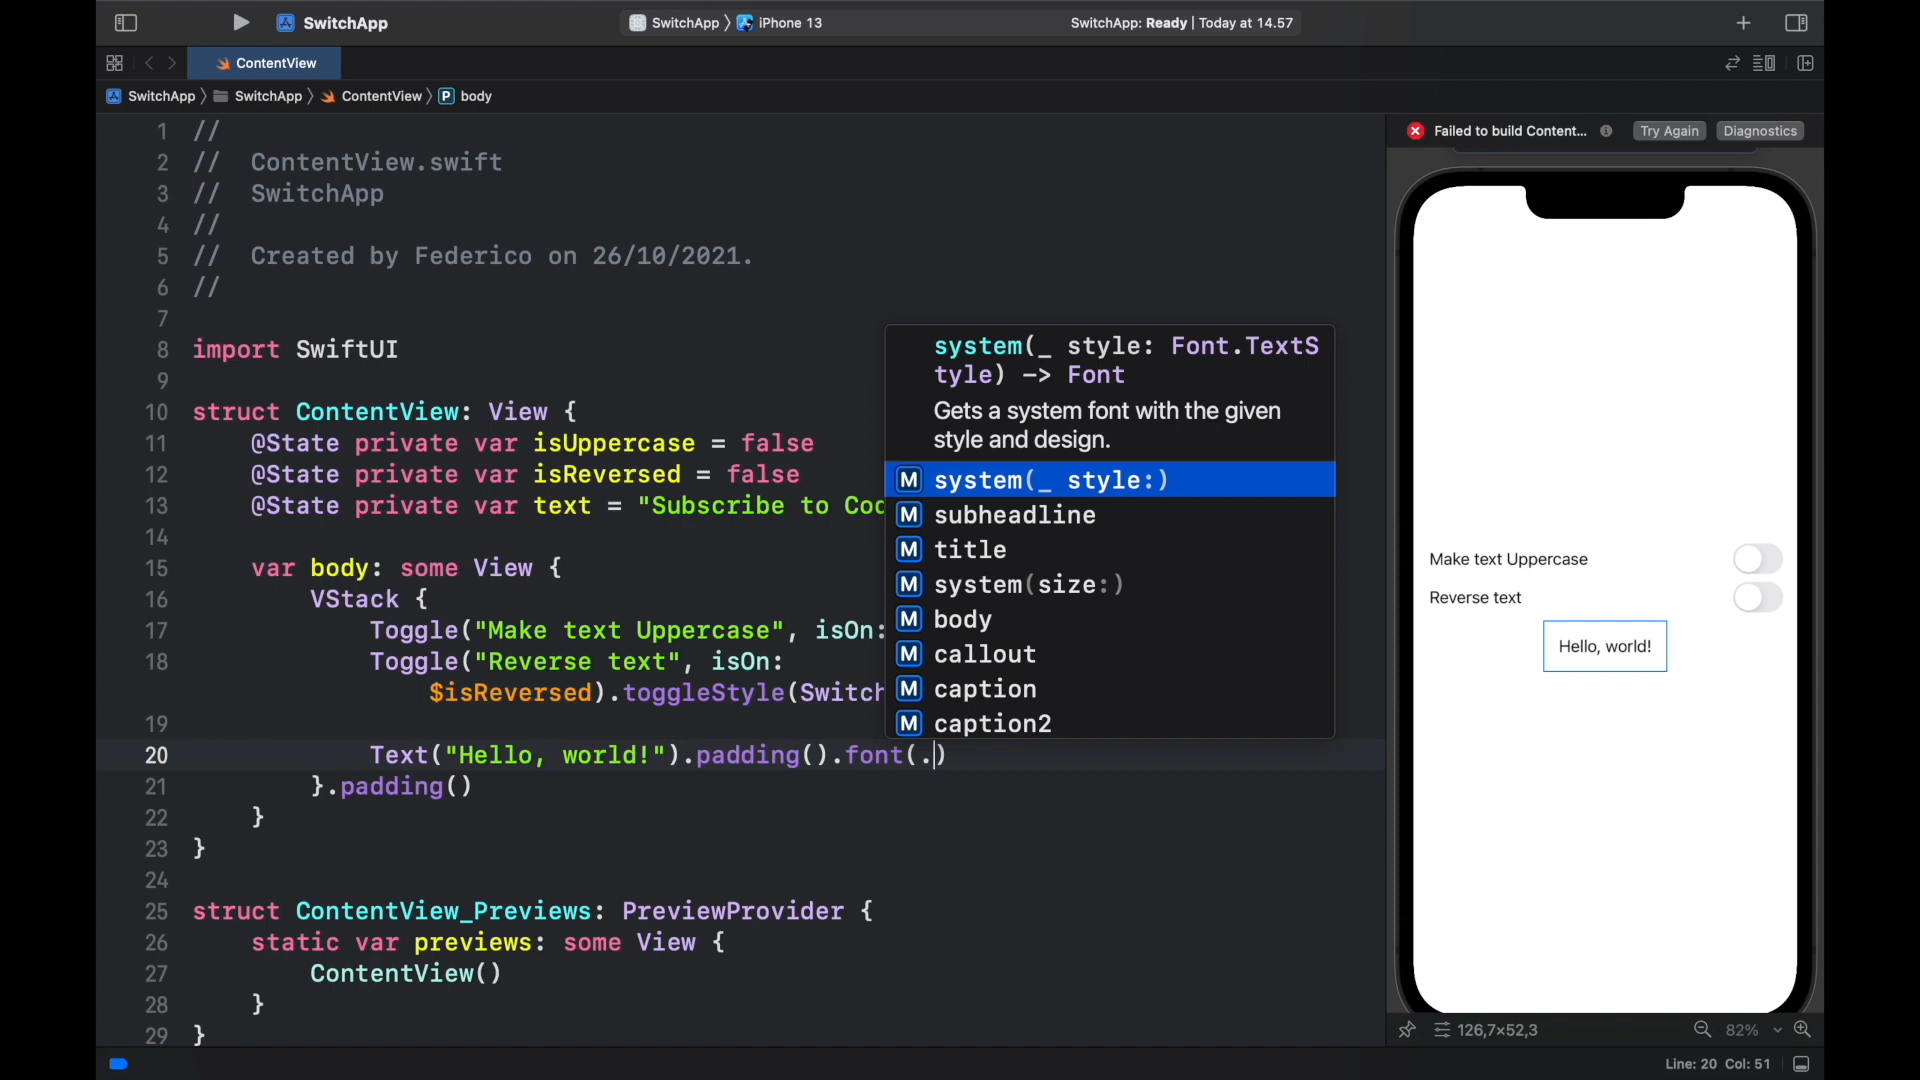 SwitchApp
SwitchApp 〉 iPhone 13
SwitchApp: Ready | Today at 14.57
ContentView
SwitchApp 〉 SwitchApp 〉 ContentView 〉 P body
1 //
2 //  ContentView.swift
3 //  SwitchApp
4 //
5 //  Created by Federico on 26/10/2021.
6 //
7
8 import SwiftUI
9
10 struct ContentView: View {
11     @State private var isUppercase = false
12     @State private var isReversed = false
13     @State private var text = "Subscribe to Coc
14
15     var body: some View {
16         VStack {
17             Toggle("Make text Uppercase", isOn:
18             Toggle("Reverse text", isOn:
                $isReversed).toggleStyle(Switch
19
20             Text("Hello, world!").padding().font(.)
21         }.padding()
22     }
23 }
24
25 struct ContentView_Previews: PreviewProvider {
26     static var previews: some View {
27         ContentView()
28     }
29 }
system(_ style: Font.TextS
tyle) -> Font
Gets a system font with the given
style and design.
M system(_ style:)
M subheadline
M title
M system(size:)
M body
M callout
M caption
M caption2
Failed to build Content... Try Again Diagnostics
Make text Uppercase
Reverse text
Hello, world!
126,7×52,3 82%
Line: 20 Col: 51